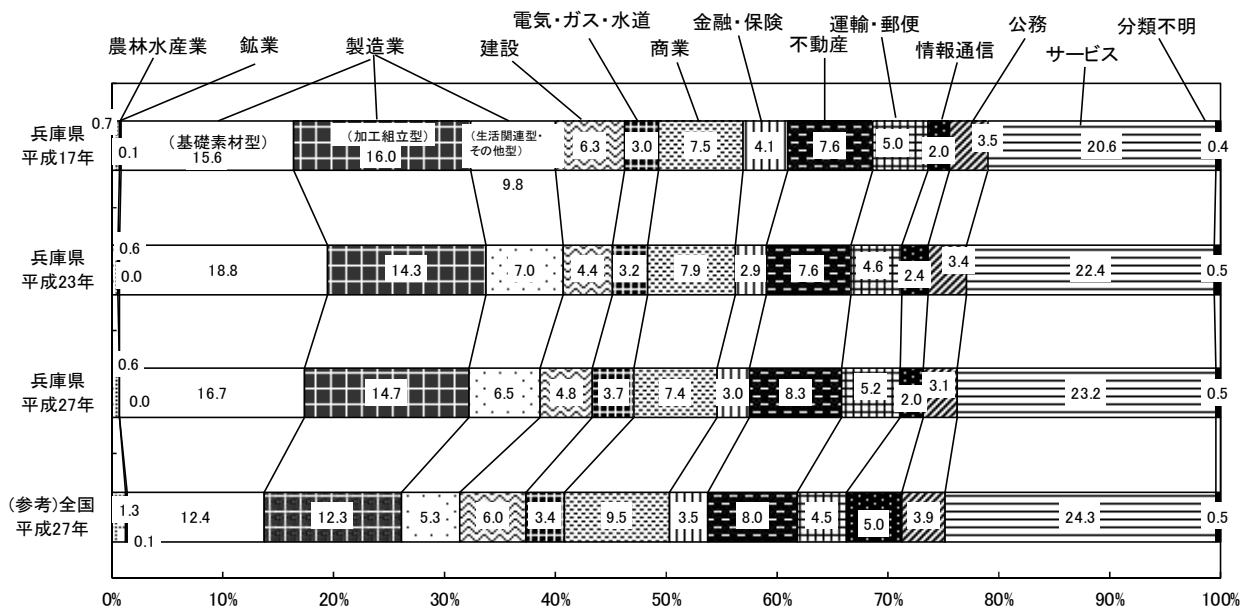 電気・ガス・水道
金融・保険
運輸・郵便
公務
分類不明
農林水産業
鉱業
製造業
建設
商業
不動産
情報通信
サービス
兵庫県
平成17年
0.7
0.1
(基礎素材型)
15.6
(加工組立型)
16.0
(生活関連型・
その他型)
9.8
6.3
3.0
7.5
4.1
7.6
5.0
2.0
3.5
20.6
0.4
兵庫県
平成23年
0.6
0.0
18.8
14.3
7.0
4.4
3.2
7.9
2.9
7.6
4.6
2.4
3.4
22.4
0.5
兵庫県
平成27年
0.6
0.0
16.7
14.7
6.5
4.8
3.7
7.4
3.0
8.3
5.2
2.0
3.1
23.2
0.5
(参考)全国
平成27年
1.3
0.1
12.4
12.3
5.3
6.0
3.4
9.5
3.5
8.0
4.5
5.0
3.9
24.3
0.5
0% 10% 20% 30% 40% 50% 60% 70% 80% 90% 100%